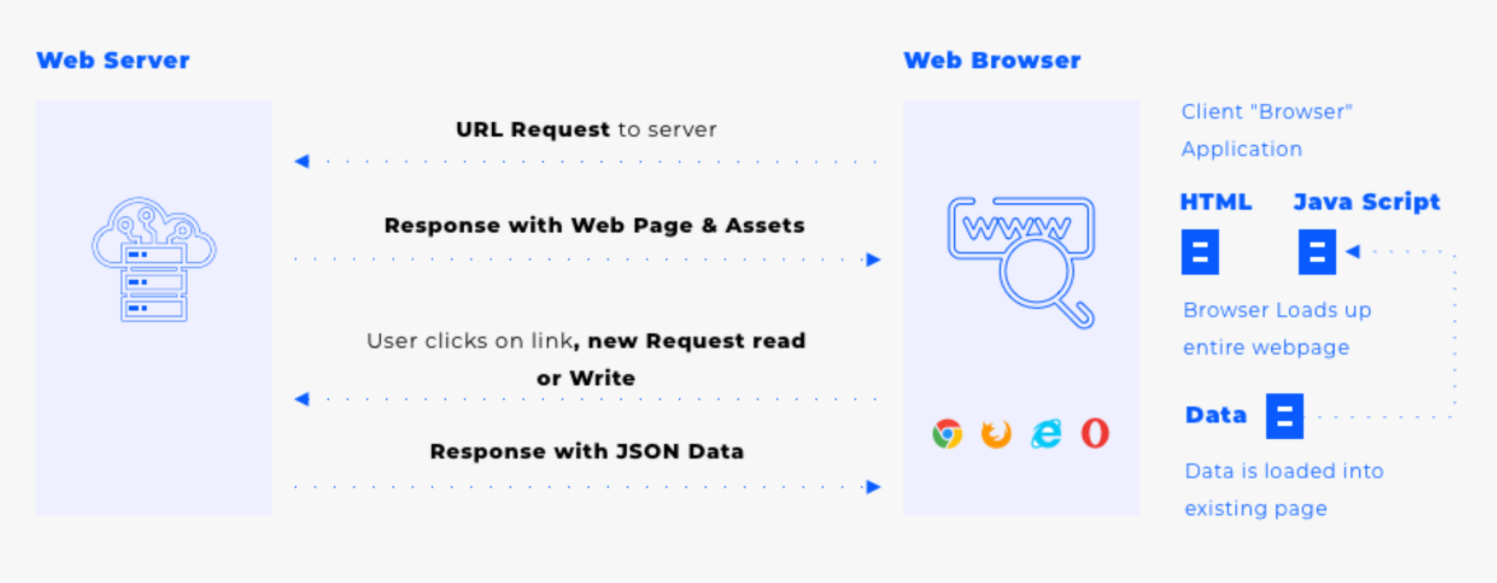 Web Server
Web Browser
URL Request to server
Response with Web Page & Assets
User clicks on link, new Request read
or Write
Response with JSON Data
WWW
Client "Browser"
Application
HTML
Java Script
Browser Loads up
entire webpage
Data
Data is loaded into
existing page